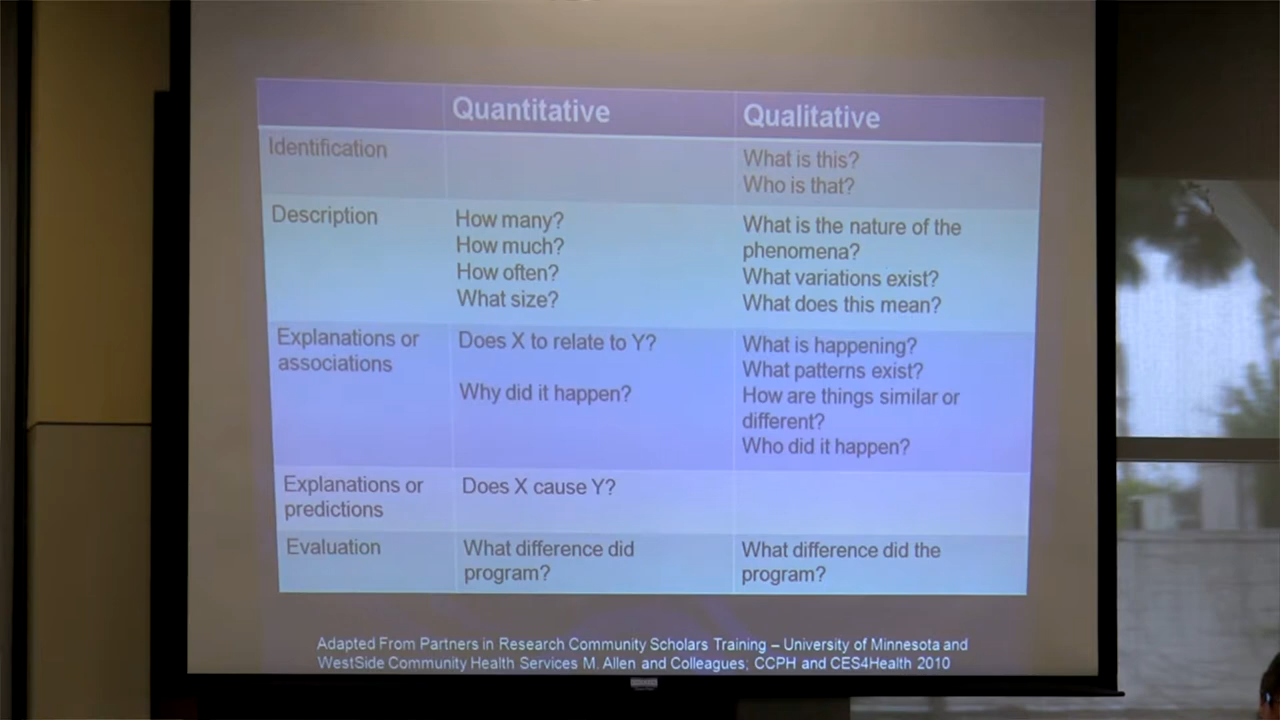 Quantitative
Qualitative
Identification
What is this?
Who is that?
Description
How many?
How much?
How often?
What size?
What is the nature of the
phenomena?
What variations exist?
What does this mean?
Explanations or
associations
Does X to relate to Y?
Why did it happen?
What is happening?
What patterns exist?
How are things similar or
different?
Who did it happen?
Explanations or
predictions
Does X cause Y?
Evaluation
What difference did
program?
What difference did the
program?
Adapted From Partners in Research Community Scholars Training – University of Minnesota and
WestSide Community Health Services M. Allen and Colleagues; CCPH and CES4Health 2010